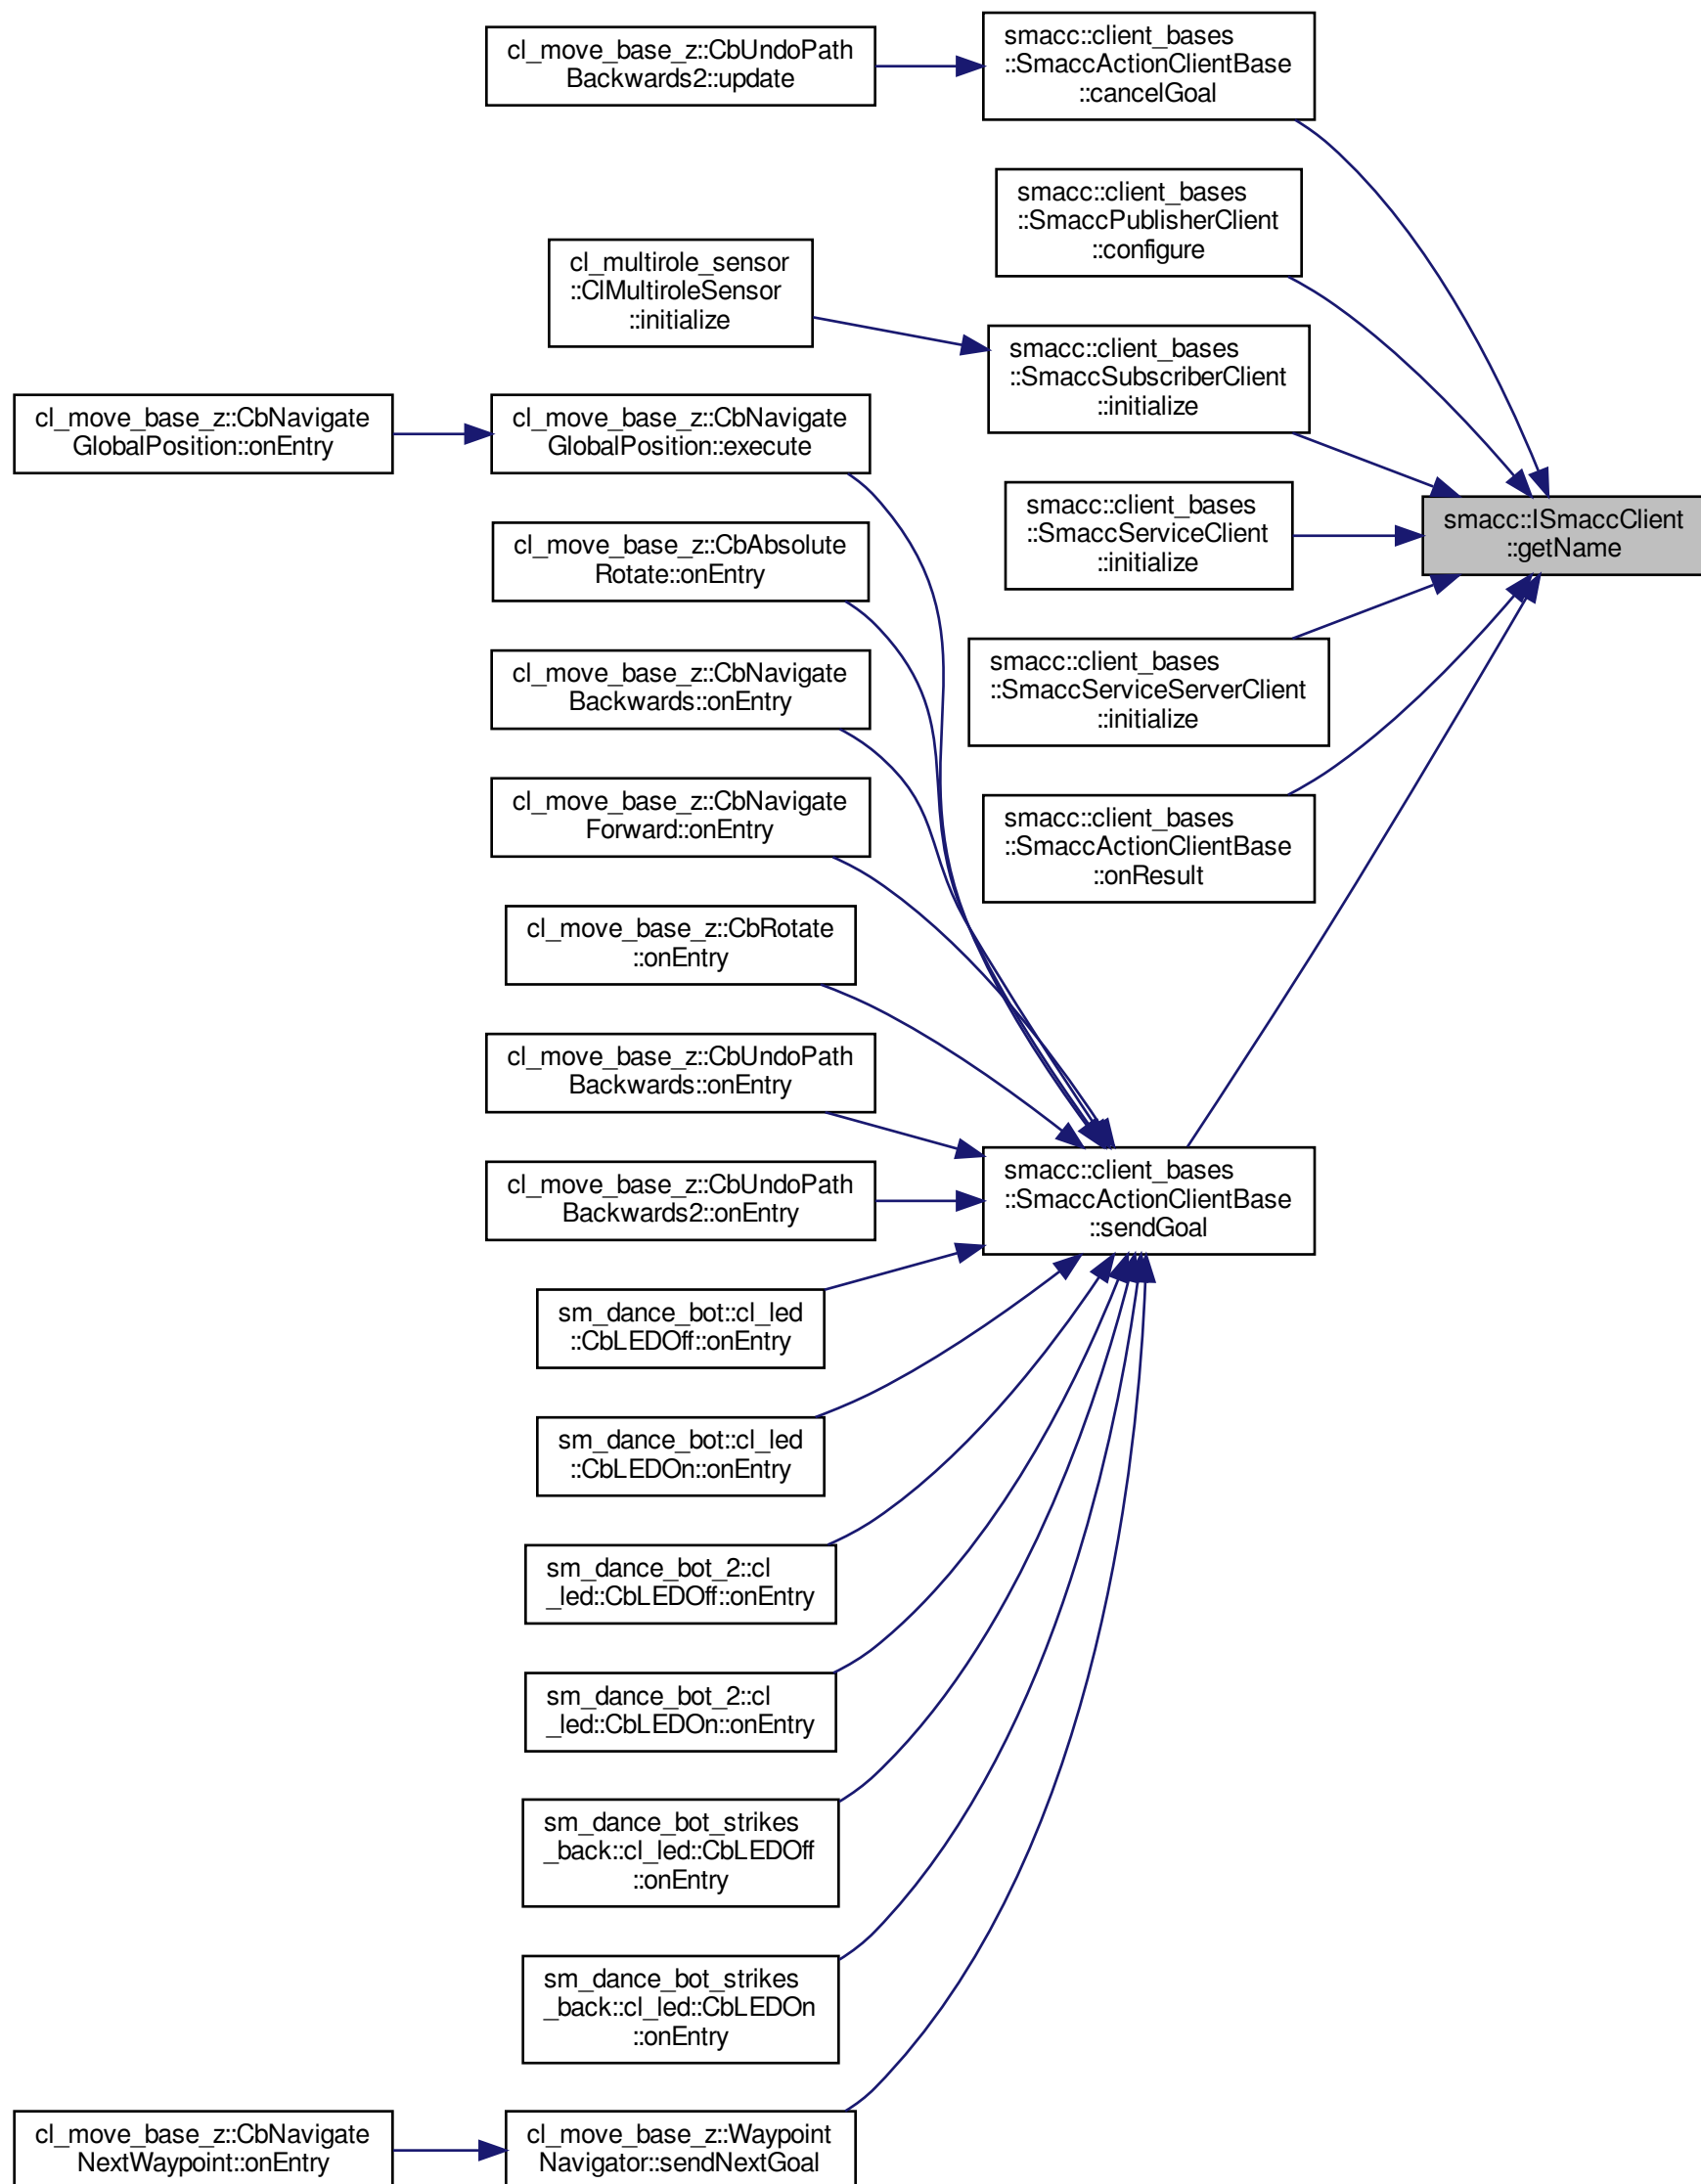 cl_move_base_z::CbUndoPath
Backwards2::update
smacc::client_bases
::SmaccActionClientBase
::cancelGoal
smacc::client_bases
::SmaccPublisherClient
::configure
cl_multirole_sensor
::ClMultiroleSensor
::initialize
smacc::client_bases
::SmaccSubscriberClient
::initialize
cl_move_base_z::CbNavigate
GlobalPosition::onEntry
cl_move_base_z::CbNavigate
GlobalPosition::execute
smacc::client_bases
::SmaccServiceClient
::initialize
smacc::ISmaccClient
::getName
cl_move_base_z::CbAbsolute
Rotate::onEntry
cl_move_base_z::CbNavigate
Backwards::onEntry
smacc::client_bases
::SmaccServiceServerClient
::initialize
cl_move_base_z::CbNavigate
Forward::onEntry
smacc::client_bases
::SmaccActionClientBase
::onResult
cl_move_base_z::CbRotate
::onEntry
cl_move_base_z::CbUndoPath
Backwards::onEntry
cl_move_base_z::CbUndoPath
Backwards2::onEntry
smacc::client_bases
::SmaccActionClientBase
::sendGoal
sm_dance_bot::cl_led
::CbLEDOff::onEntry
sm_dance_bot::cl_led
::CbLEDOn::onEntry
sm_dance_bot_2::cl
_led::CbLEDOff::onEntry
sm_dance_bot_2::cl
_led::CbLEDOn::onEntry
sm_dance_bot_strikes
_back::cl_led::CbLEDOff
::onEntry
sm_dance_bot_strikes
_back::cl_led::CbLEDOn
::onEntry
cl_move_base_z::CbNavigate
NextWaypoint::onEntry
cl_move_base_z::Waypoint
Navigator::sendNextGoal